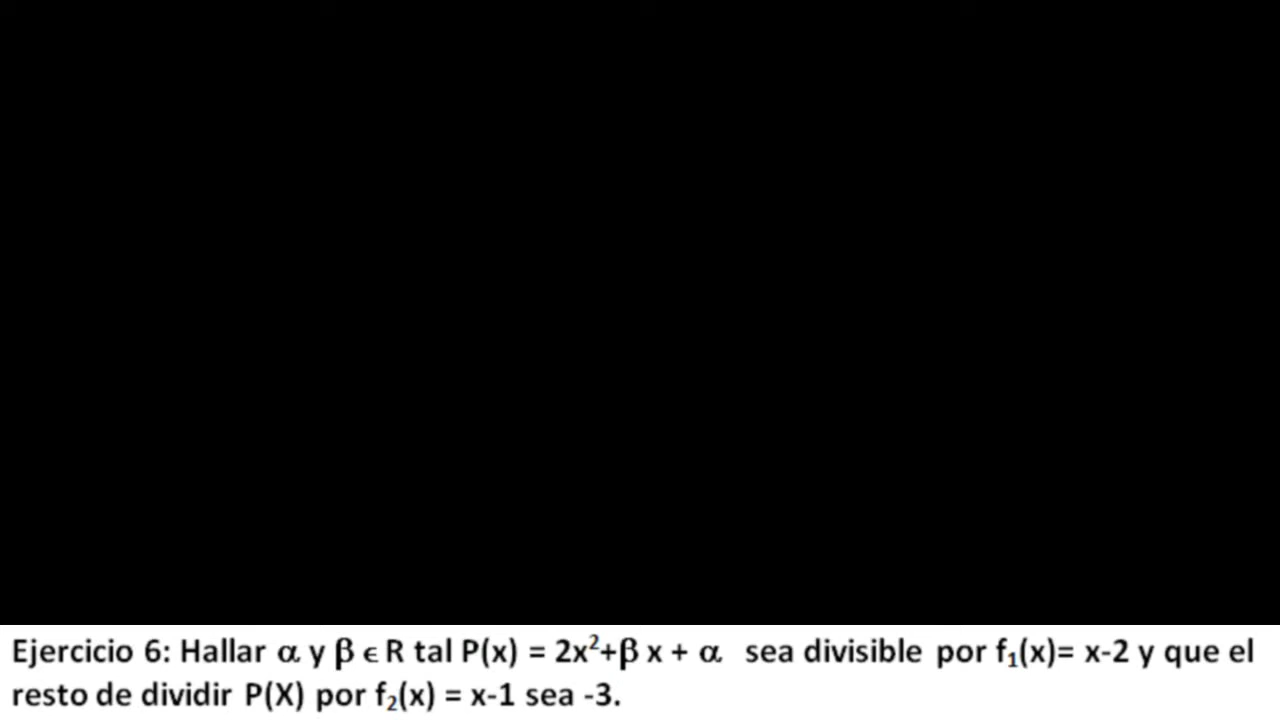 Ejercicio 6: Hallar α y β ϵ R tal P(x) = 2x²+β x + α sea divisible por f₁(x)= x-2 y que el
resto de dividir P(X) por f₂(x) = x-1 sea -3.